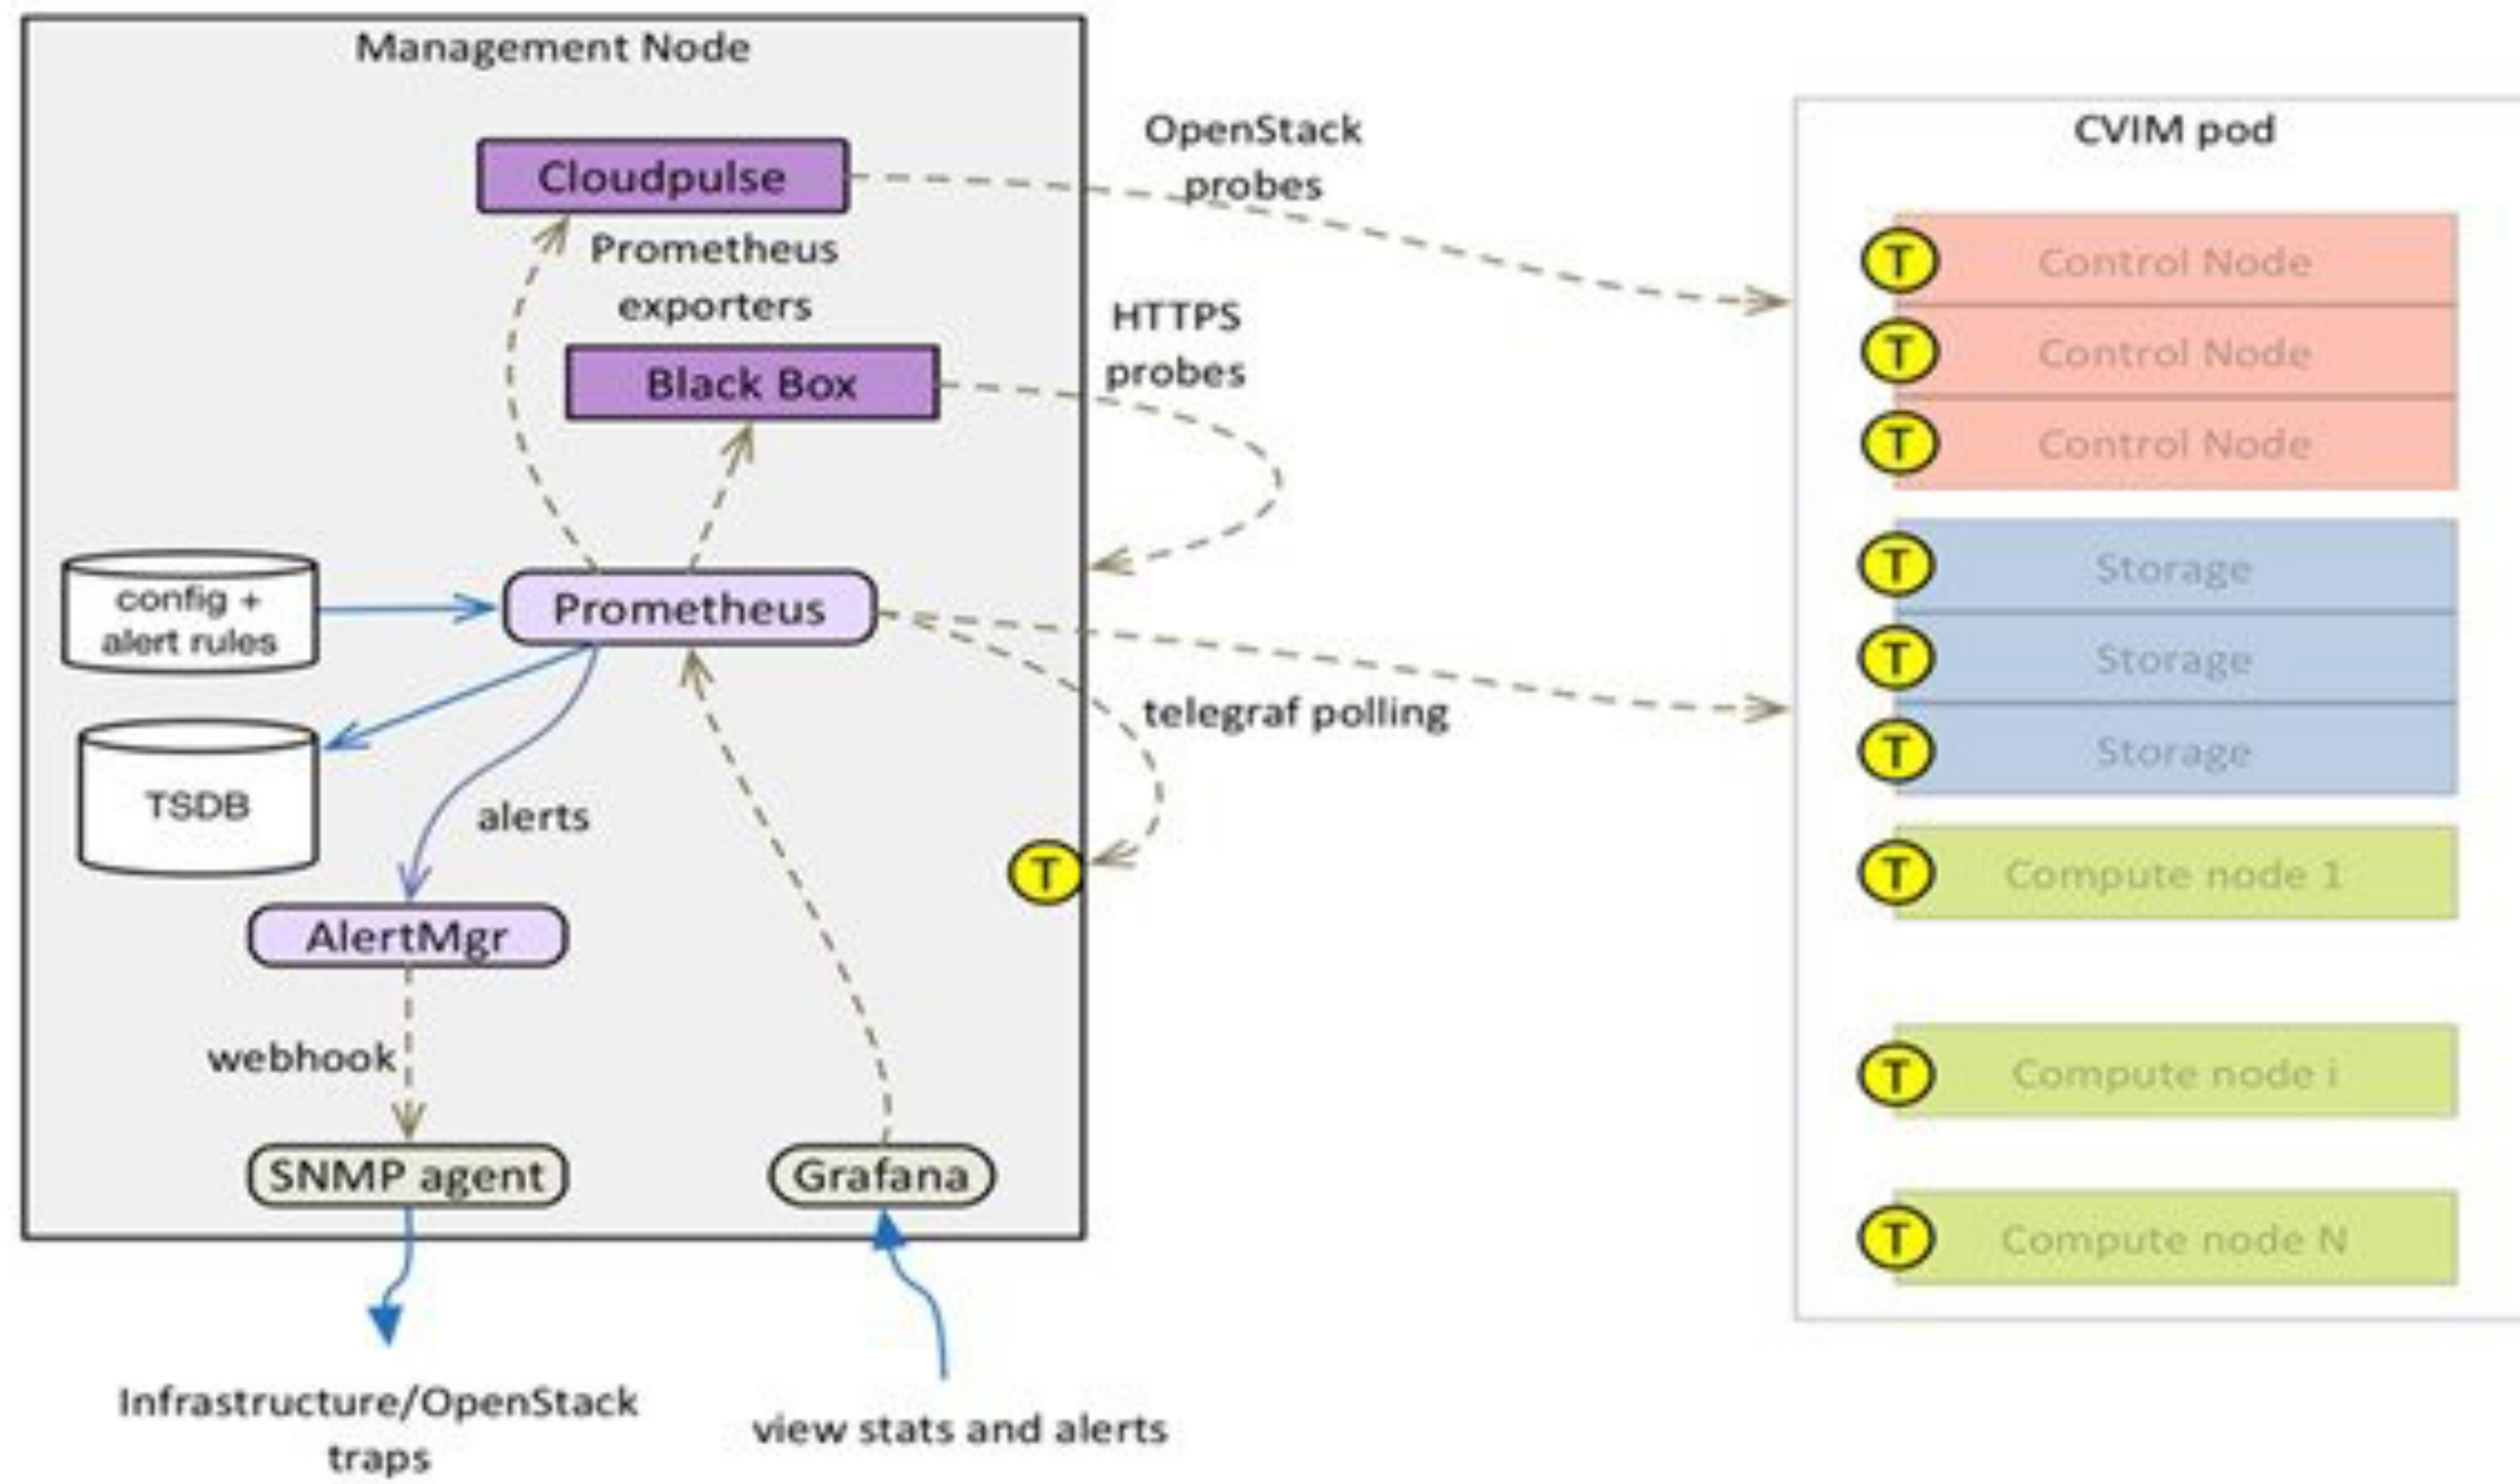 Management Node
Cloudpulse
Prometheus
exporters
Black Box
OpenStack
probes
HTTPS
probes
config +
alert rules
Prometheus
telegraf polling
TSDB
alerts
T
AlertMgr
webhook
SNMP agent
Grafana
Infrastructure/OpenStack
traps
view stats and alerts
CVIM pod
T Control Node
T Control Node
T Control Node
T Storage
T Storage
T Storage
T Compute node 1
T Compute node i
T Compute node N